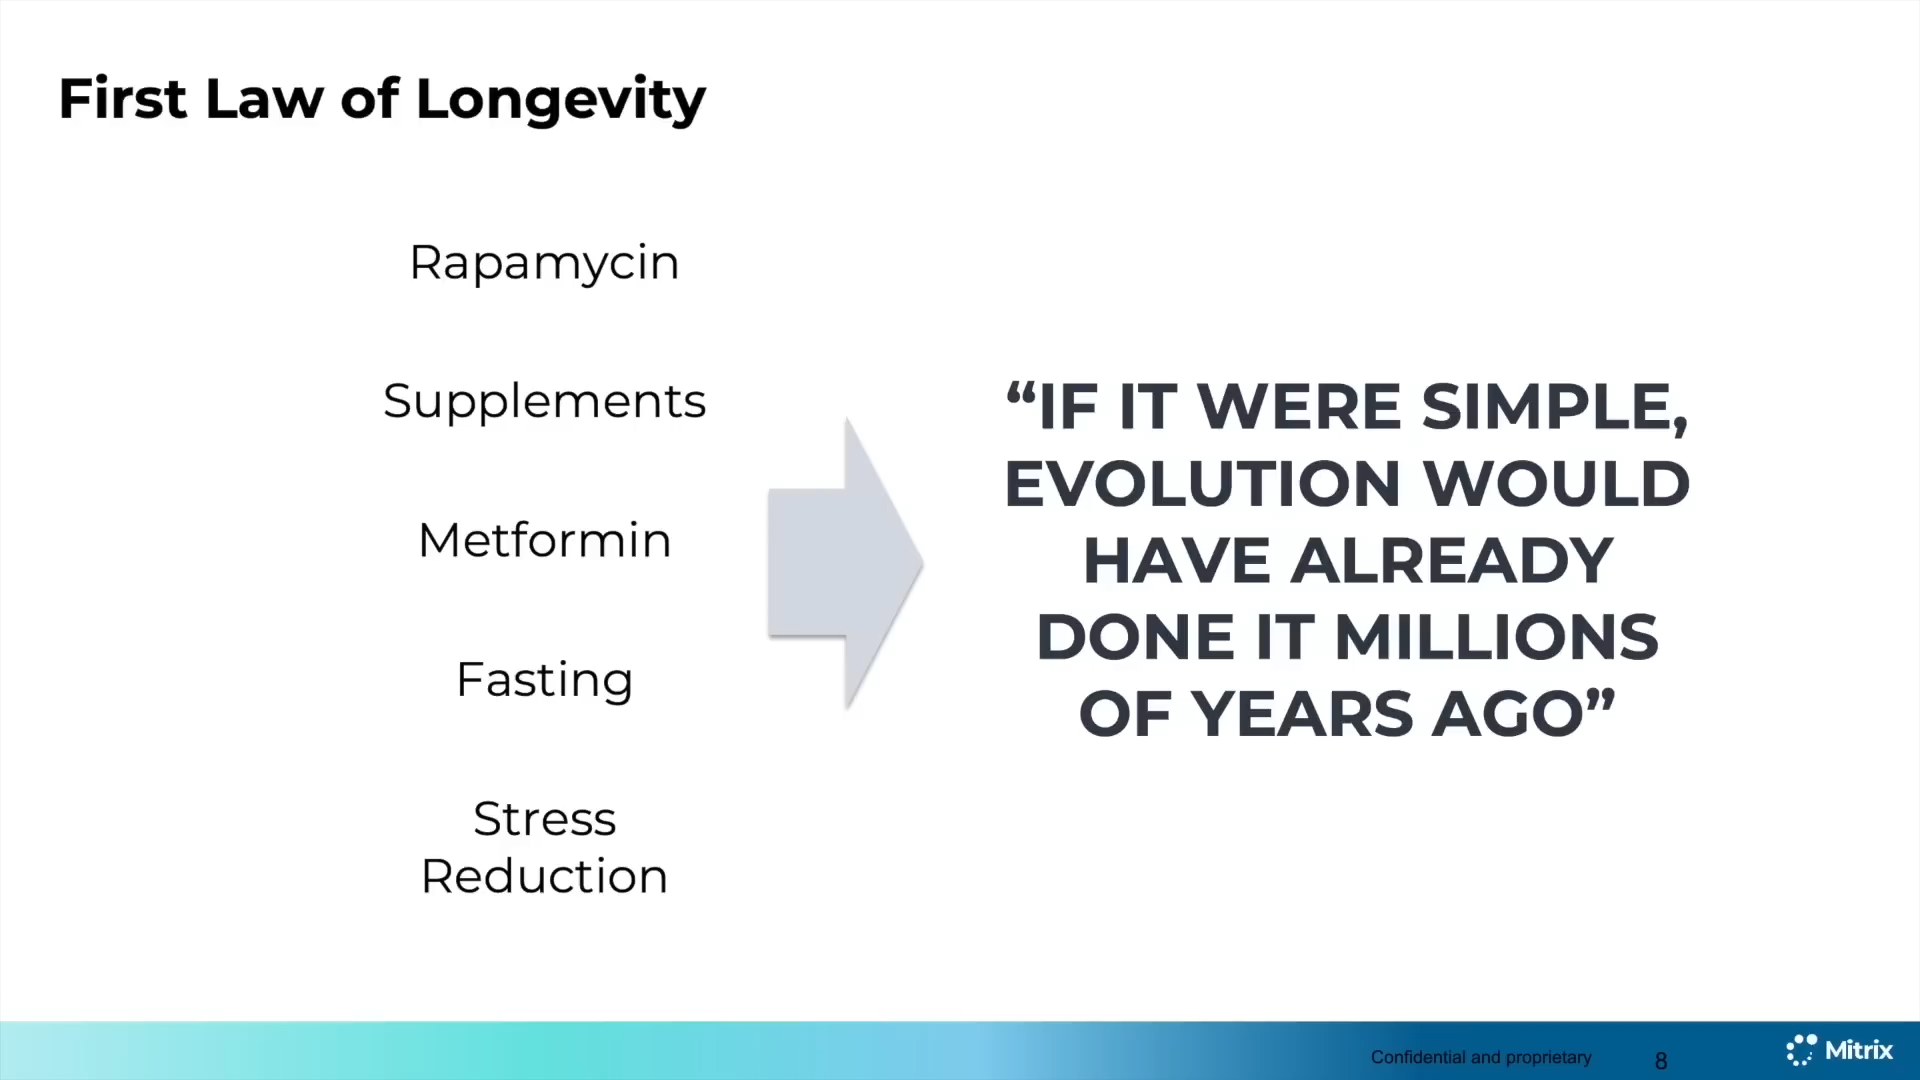 First Law of Longevity
Rapamycin
Supplements
Metformin
Fasting
Stress
Reduction
“IF IT WERE SIMPLE,
EVOLUTION WOULD
HAVE ALREADY
DONE IT MILLIONS
OF YEARS AGO”
Confidential and proprietary
8
Mitrix